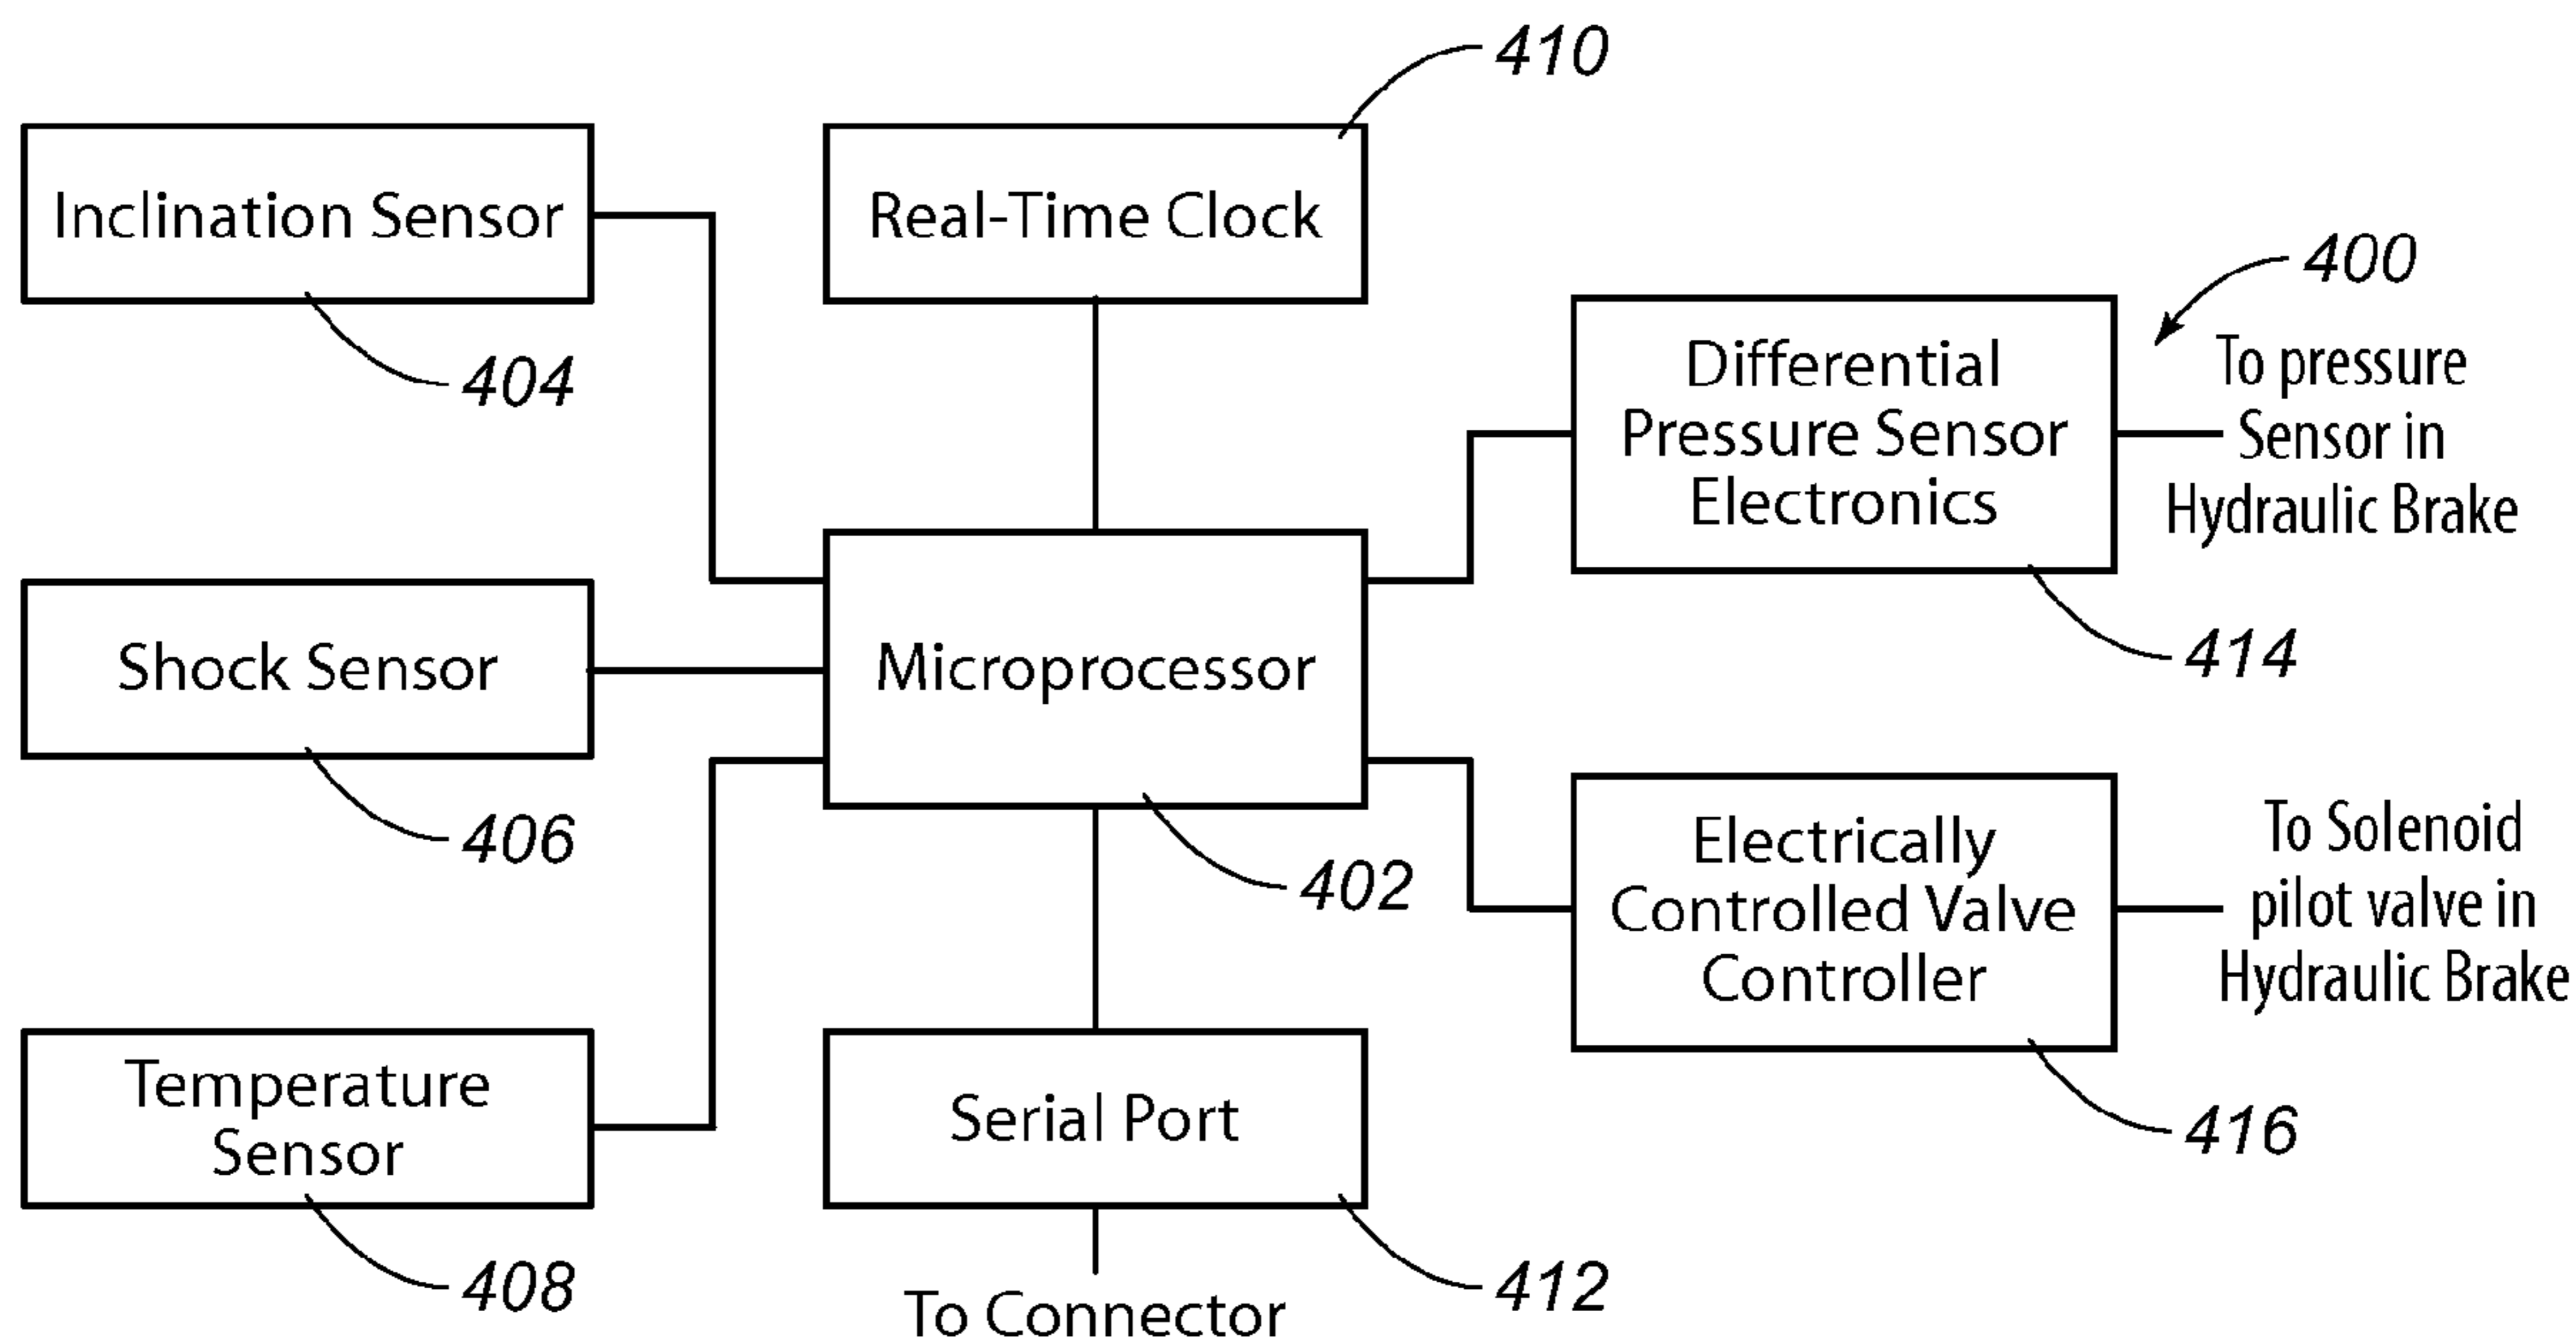 410
Inclination Sensor
Real-Time Clock
404
400
Differential
Pressure Sensor
Electronics
To pressure
Sensor in
Hydraulic Brake
414
Shock Sensor
Microprocessor
406
402
Electrically
Controlled Valve
Controller
To Solenoid
pilot valve in
Hydraulic Brake
416
Temperature
Sensor
408
Serial Port
412
To Connector